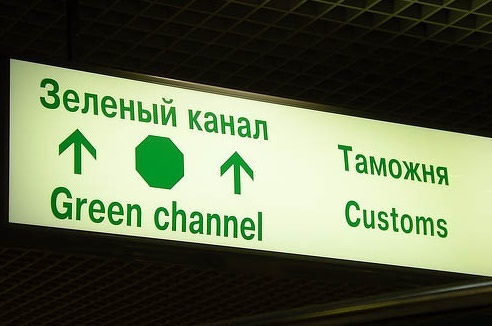 Зеленый канал
Green channel
Таможня
Customs